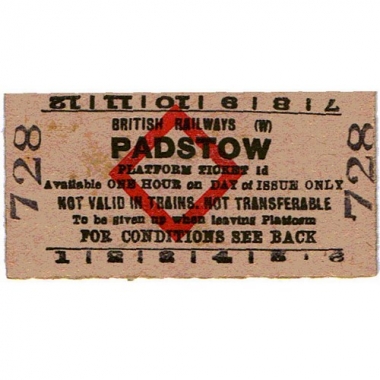 12 | 11 | 10 | 9 | 8 | 7
BRITISH RAILWAYS (W)
PADSTOW
PLATFORM TICKET 1d
Available ONE HOUR on DAY of ISSUE ONLY
NOT VALID IN TRAINS. NOT TRANSFERABLE
To be given up when leaving Platform
FOR CONDITIONS SEE BACK
1 | 2 | 3 | 4 | 5 | 6
728
728